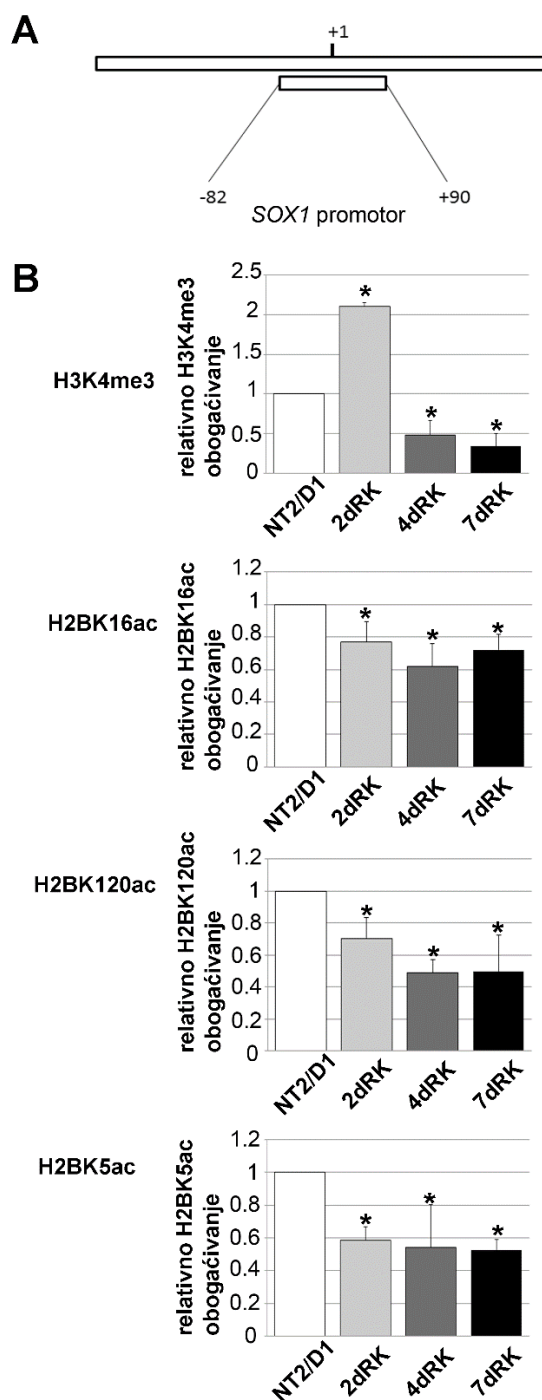 A
+1
-82
+90
SOX1 promotor
B
H3K4me3
relativno H3K4me3
obogaćivanje
2.5
2
1.5
1
0.5
0
*
*
*
NT2/D1
2dRK
4dRK
7dRK
H2BK16ac
relativno H2BK16ac
obogaćivanje
1.2
1
0.8
0.6
0.4
0.2
0
*
*
*
NT2/D1
2dRK
4dRK
7dRK
H2BK120ac
relativno H2BK120ac
obogaćivanje
1.2
1
0.8
0.6
0.4
0.2
0
*
*
*
NT2/D1
2dRK
4dRK
7dRK
H2BK5ac
relativno H2BK5ac
obogaćivanje
1.2
1
0.8
0.6
0.4
0.2
0
*
*
*
NT2/D1
2dRK
4dRK
7dRK